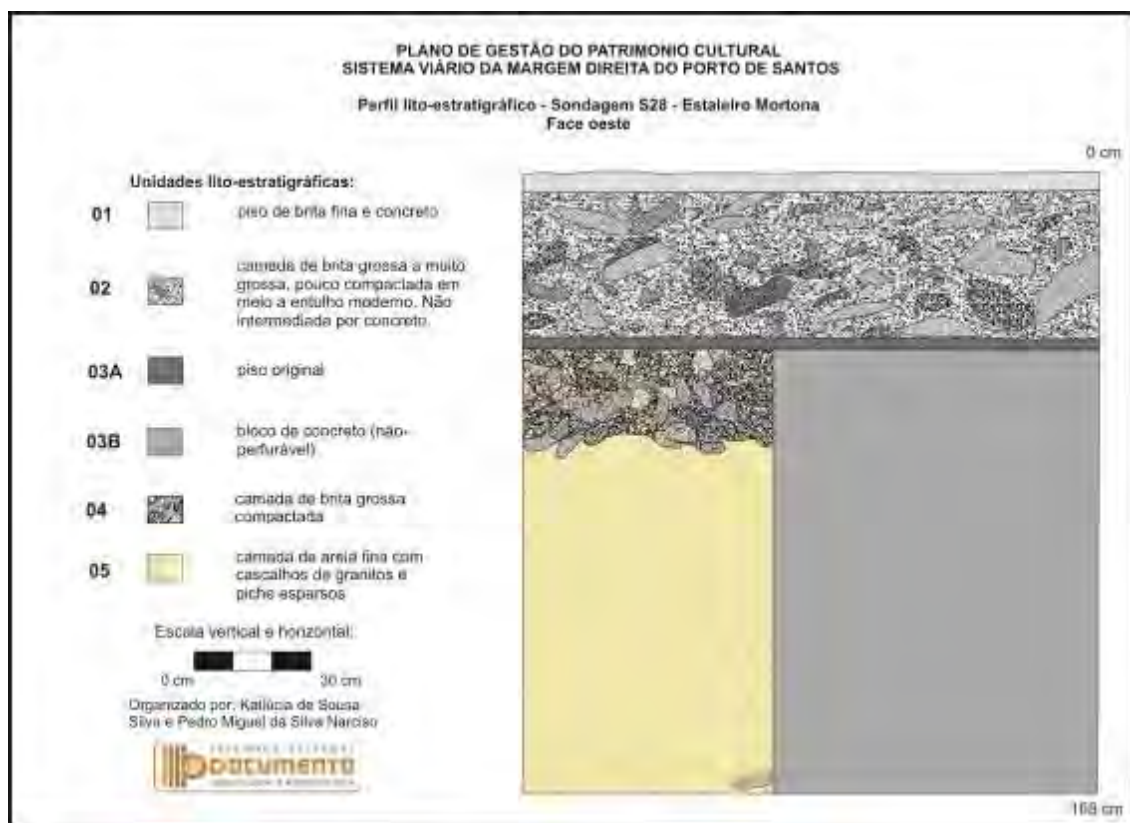 PLANO DE GESTÃO DO PATRIMONIO CULTURAL
SISTEMA VIÁRIO DA MARGEM DIREITA DO PORTO DE SANTOS
Perfil lito-estratigráfico - Sondagem S28 - Estaleiro Mortona
Face oeste
0 cm
Unidades lito-estratigráficas:
01
piso de brita fina e concreto
02
camada de brita grossa a muito
grossa, pouco compactada em
meio a entulho moderno. Não
intermediada por concreto.
03A
piso original
03B
bloco de concreto (não-
perfurável)
04
camada de brita grossa
compactada
05
camada de areia fina com
cascalhos de granitos e
piche esparsos
Escala vertical e horizontal:
0 cm
30 cm
Organizado por: Katiúcia de Sousa
Silva e Pedro Miguel da Silva Narciso
DOCUMENTO
168 cm